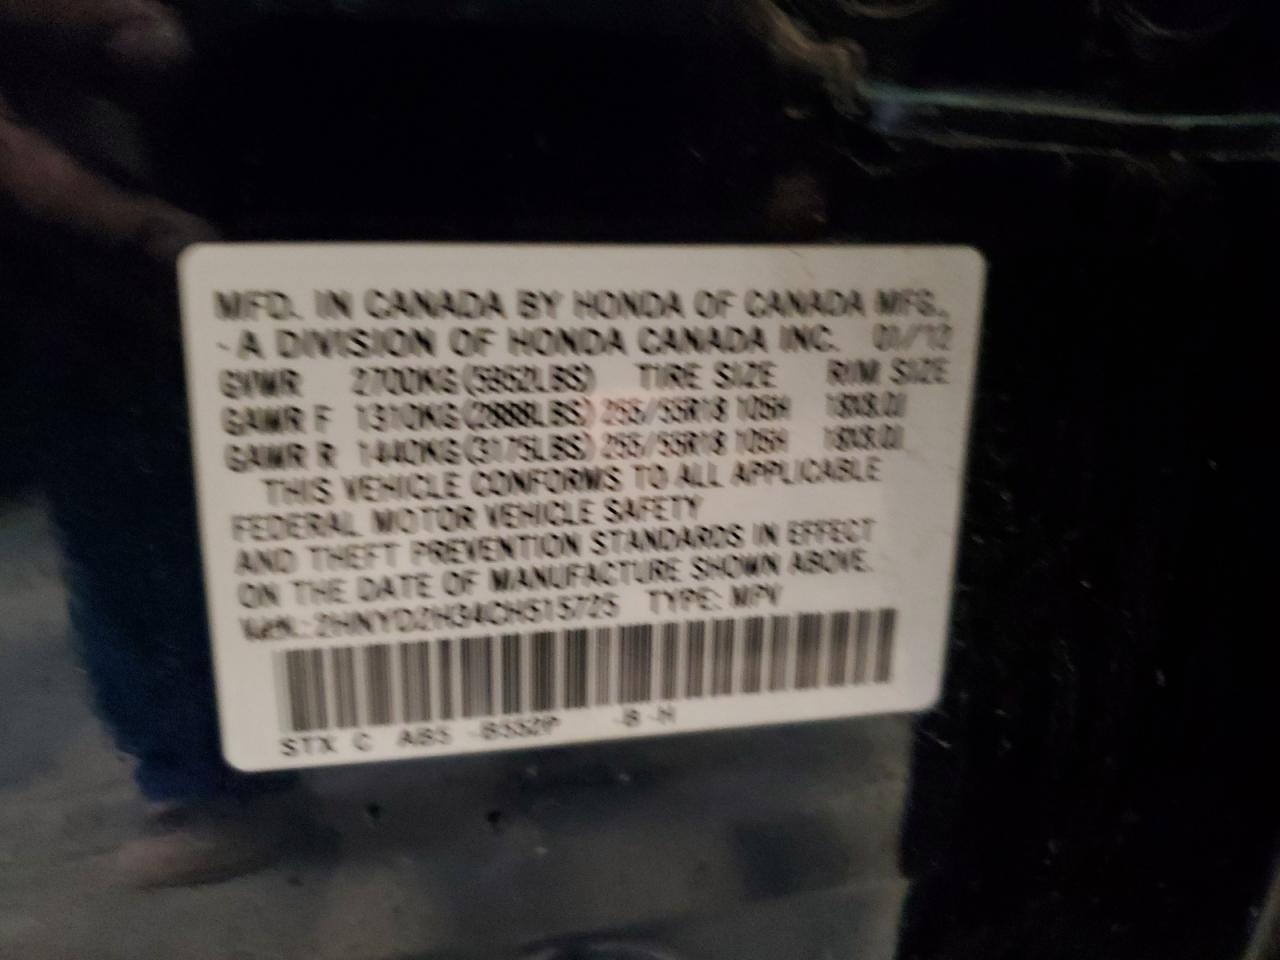 MFD. IN CANADA BY HONDA OF CANADA MFG.,
- A DIVISION OF HONDA CANADA INC. 01/12
GVWR 2700KG(5952LBS) TIRE SIZE RIM SIZE
GAWR F 1310KG(2888LBS) 255/55R18 105H 18X8.0J
GAWR R 1440KG(3175LBS) 255/55R18 105H 18X8.0J
THIS VEHICLE CONFORMS TO ALL APPLICABLE
FEDERAL MOTOR VEHICLE SAFETY
AND THEFT PREVENTION STANDARDS IN EFFECT
ON THE DATE OF MANUFACTURE SHOWN ABOVE.
V.I.N.: 2HNYD2H34CH515725 TYPE: MPV
STX C AB5 -B552P -B -H